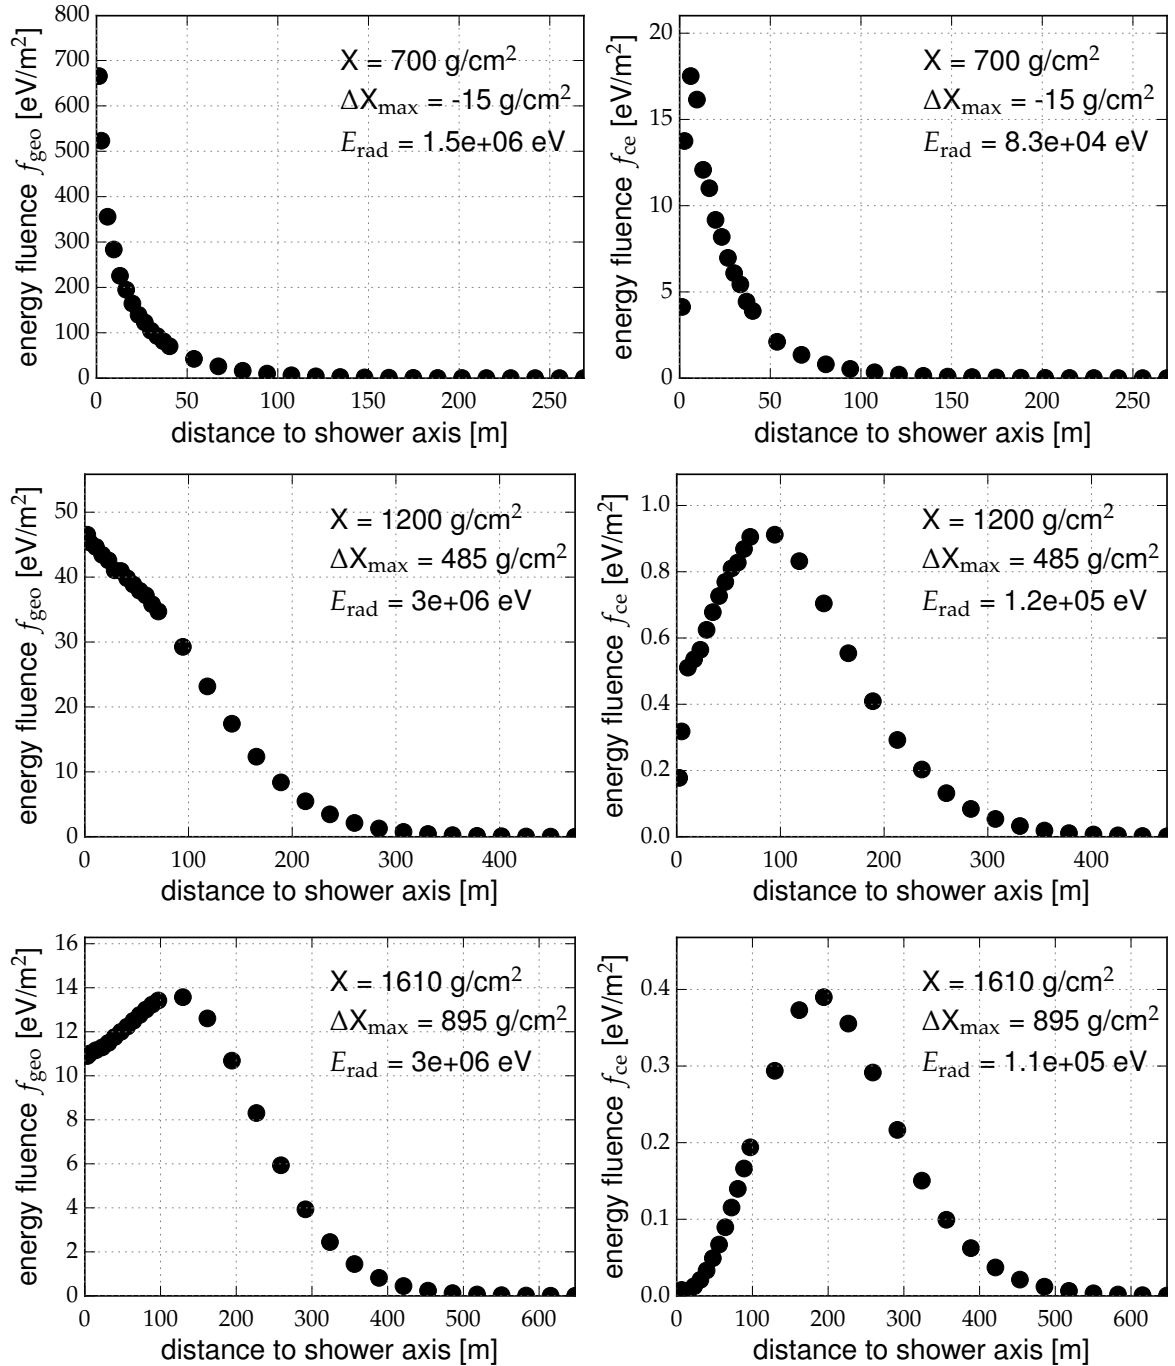 energy fluence f_geo [eV/m²]
800
700
600
500
400
300
200
100
0
X = 700 g/cm²
ΔX_max = -15 g/cm²
E_rad = 1.5e+06 eV
0 50 100 150 200 250
distance to shower axis [m]
energy fluence f_ce [eV/m²]
20
15
10
5
0
X = 700 g/cm²
ΔX_max = -15 g/cm²
E_rad = 8.3e+04 eV
0 50 100 150 200 250
distance to shower axis [m]
energy fluence f_geo [eV/m²]
50
40
30
20
10
0
X = 1200 g/cm²
ΔX_max = 485 g/cm²
E_rad = 3e+06 eV
0 100 200 300 400
distance to shower axis [m]
energy fluence f_ce [eV/m²]
1.0
0.8
0.6
0.4
0.2
0.0
X = 1200 g/cm²
ΔX_max = 485 g/cm²
E_rad = 1.2e+05 eV
0 100 200 300 400
distance to shower axis [m]
energy fluence f_geo [eV/m²]
16
14
12
10
8
6
4
2
0
X = 1610 g/cm²
ΔX_max = 895 g/cm²
E_rad = 3e+06 eV
0 100 200 300 400 500 600
distance to shower axis [m]
energy fluence f_ce [eV/m²]
0.4
0.3
0.2
0.1
0.0
X = 1610 g/cm²
ΔX_max = 895 g/cm²
E_rad = 1.1e+05 eV
0 100 200 300 400 500 600
distance to shower axis [m]